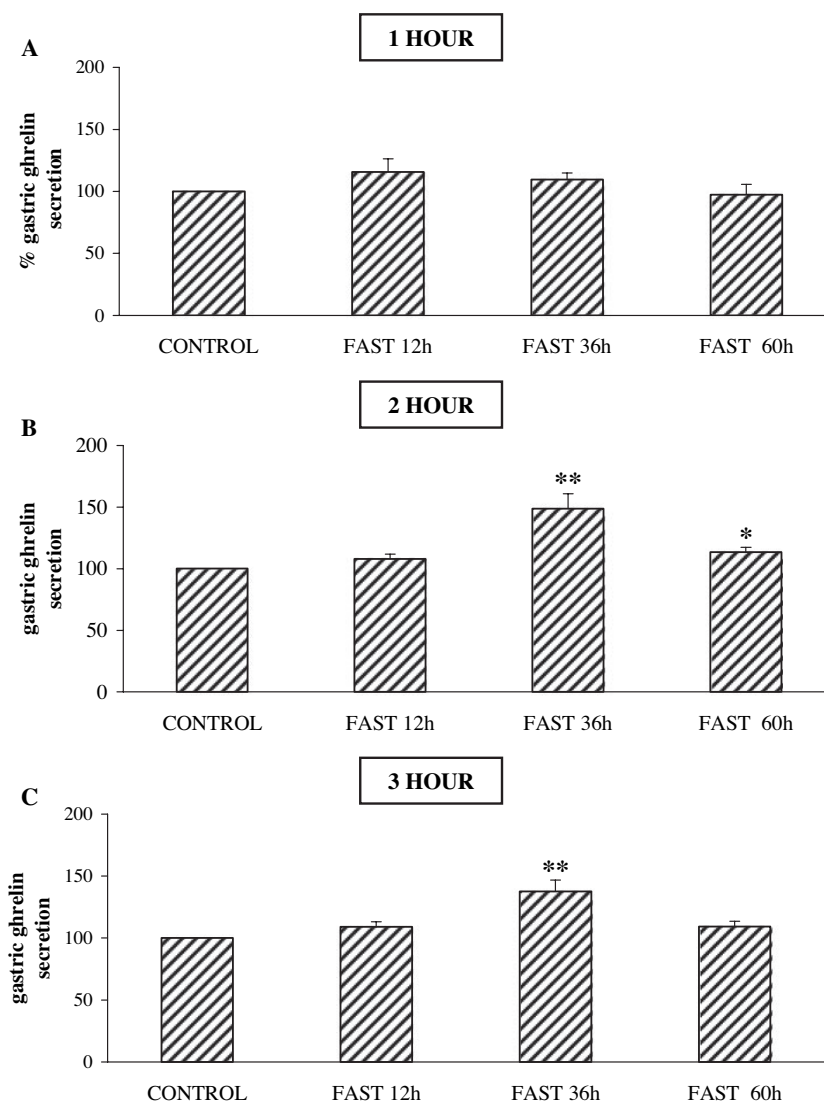 A
1 HOUR
200
150
100
50
0
% gastric ghrelin
secretion
CONTROL FAST 12h FAST 36h FAST 60h
B
2 HOUR
200
150
100
50
0
gastric ghrelin
secretion
**
*
CONTROL FAST 12h FAST 36h FAST 60h
C
3 HOUR
200
150
100
50
0
gastric ghrelin
secretion
**
CONTROL FAST 12h FAST 36h FAST 60h